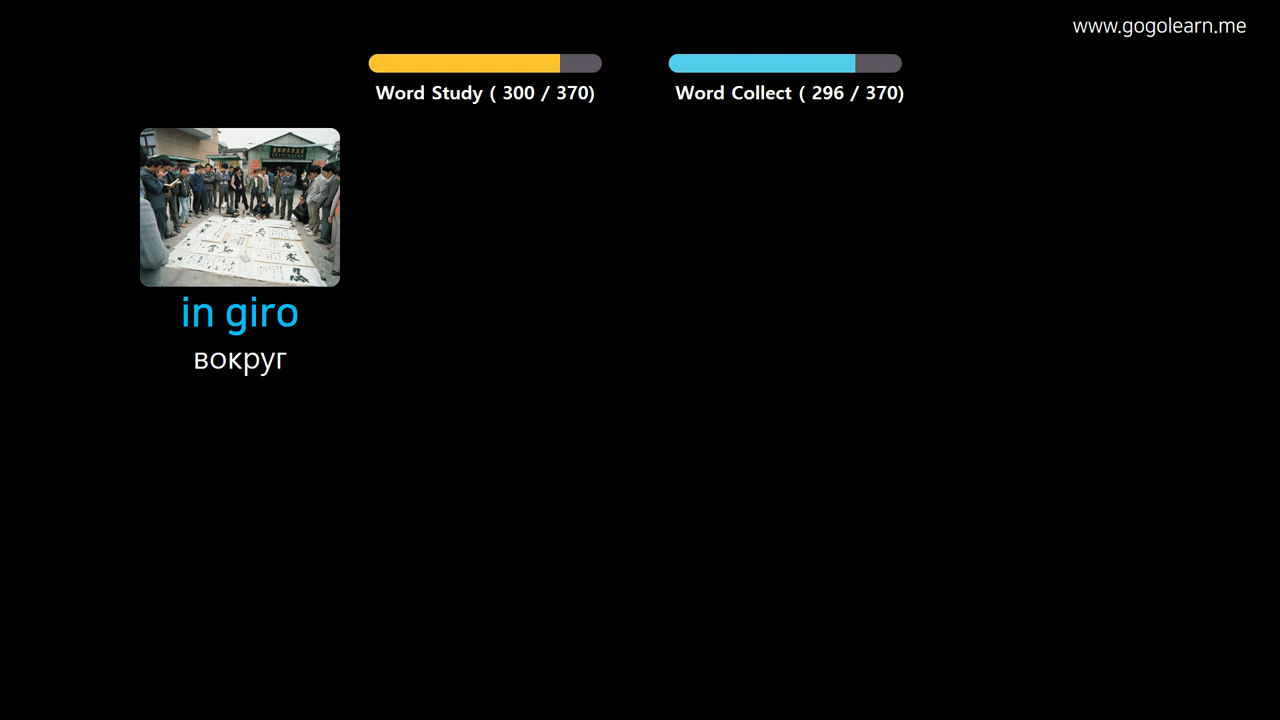 www.gogolearn.me
Word Study ( 300 / 370)
Word Collect ( 296 / 370)
in giro
вокруг